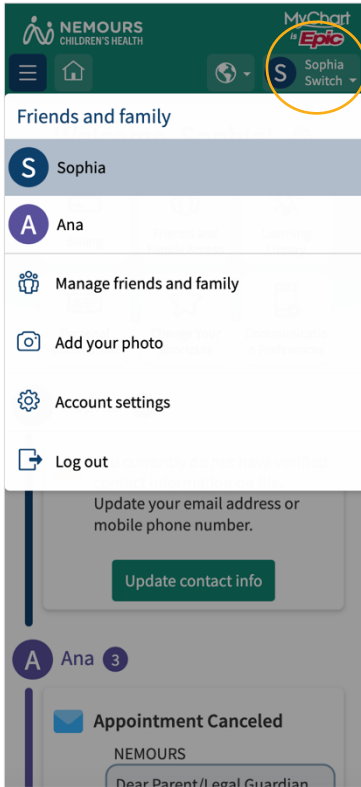 NEMOURS
CHILDREN'S HEALTH
MyChart
by Epic
S
Sophia
Switch
Friends and family
S Sophia
A Ana
Manage friends and family
Add your photo
Account settings
Log out
Update your email address or
mobile phone number.
Update contact info
A Ana 3
Appointment Canceled
NEMOURS
Dear Parent/Legal Guardian